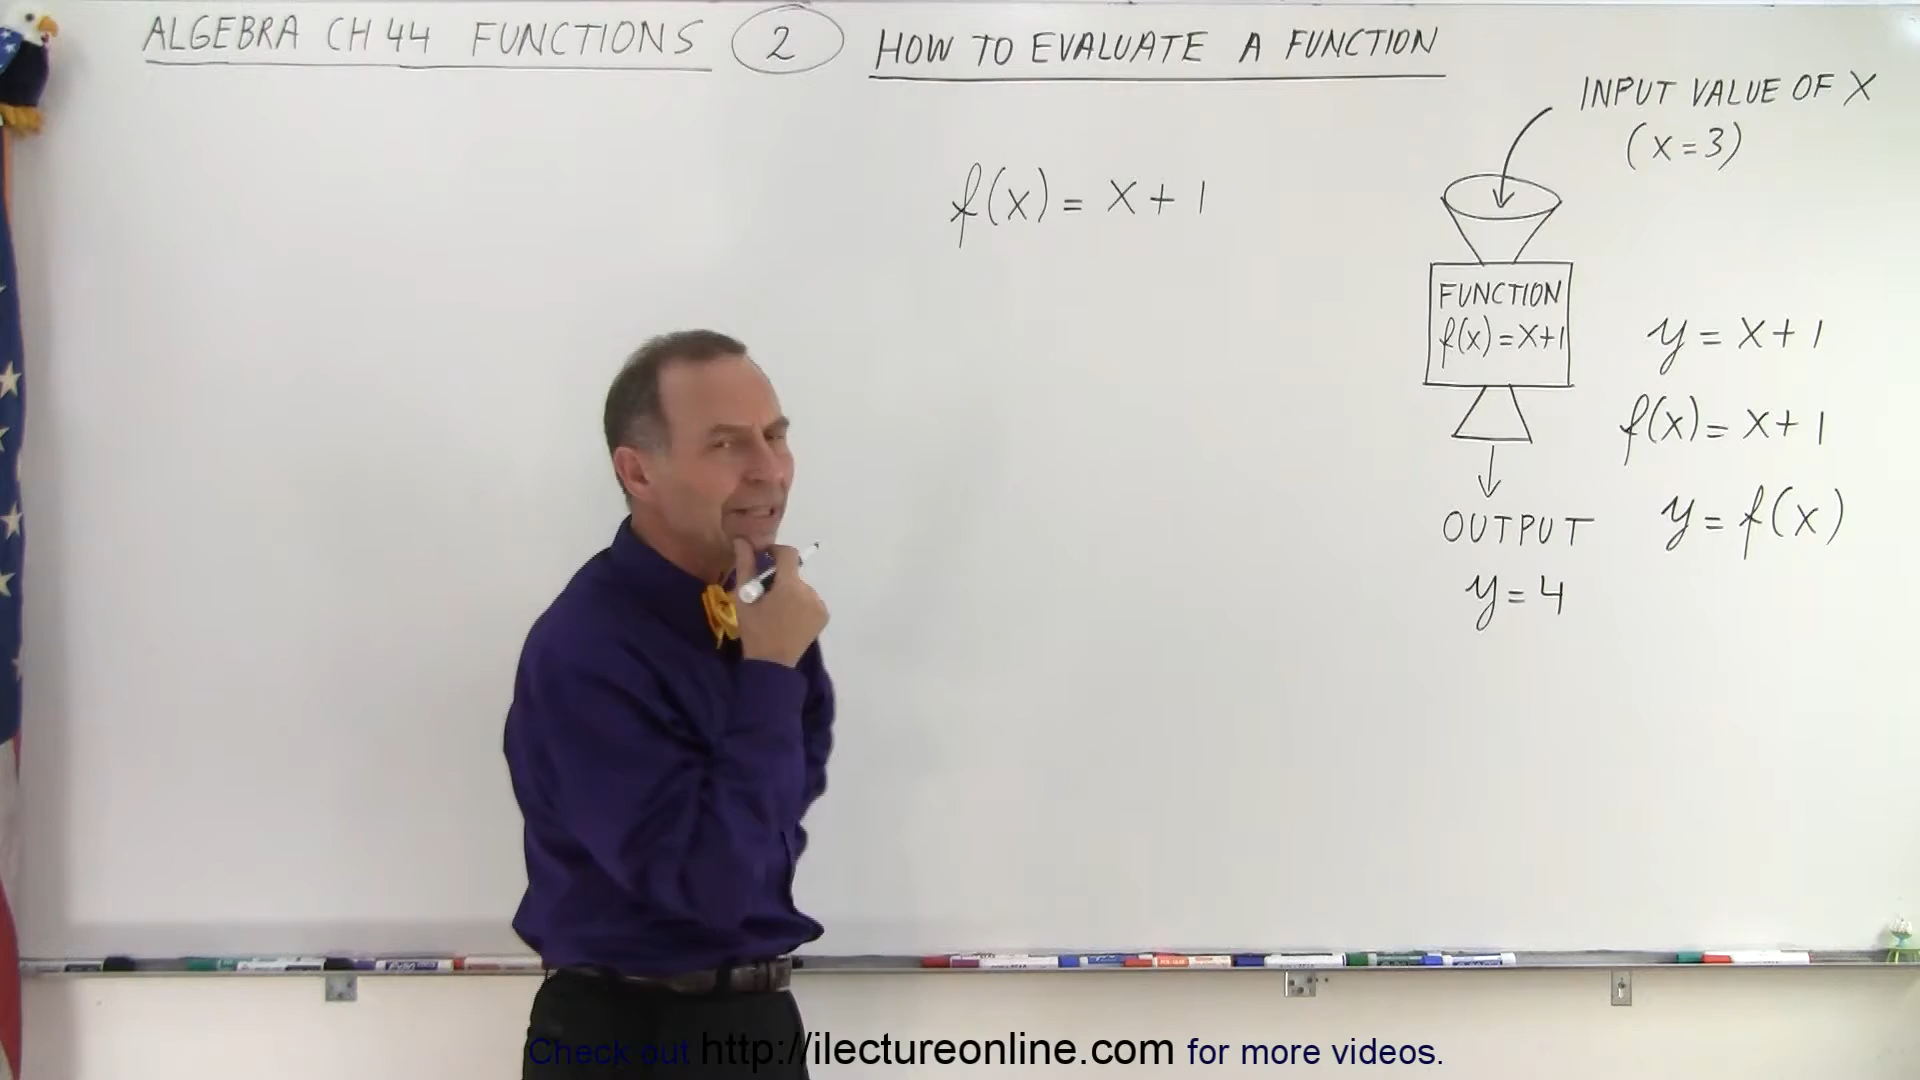 ALGEBRA CH 44 FUNCTIONS 2 HOW TO EVALUATE A FUNCTION
INPUT VALUE OF X
(x=3)
f(x) = x + 1
FUNCTION
f(x) = x+1
y = x + 1
f(x) = x + 1
OUTPUT
y = f(x)
y = 4
Check out http://ilectureonline.com for more videos.